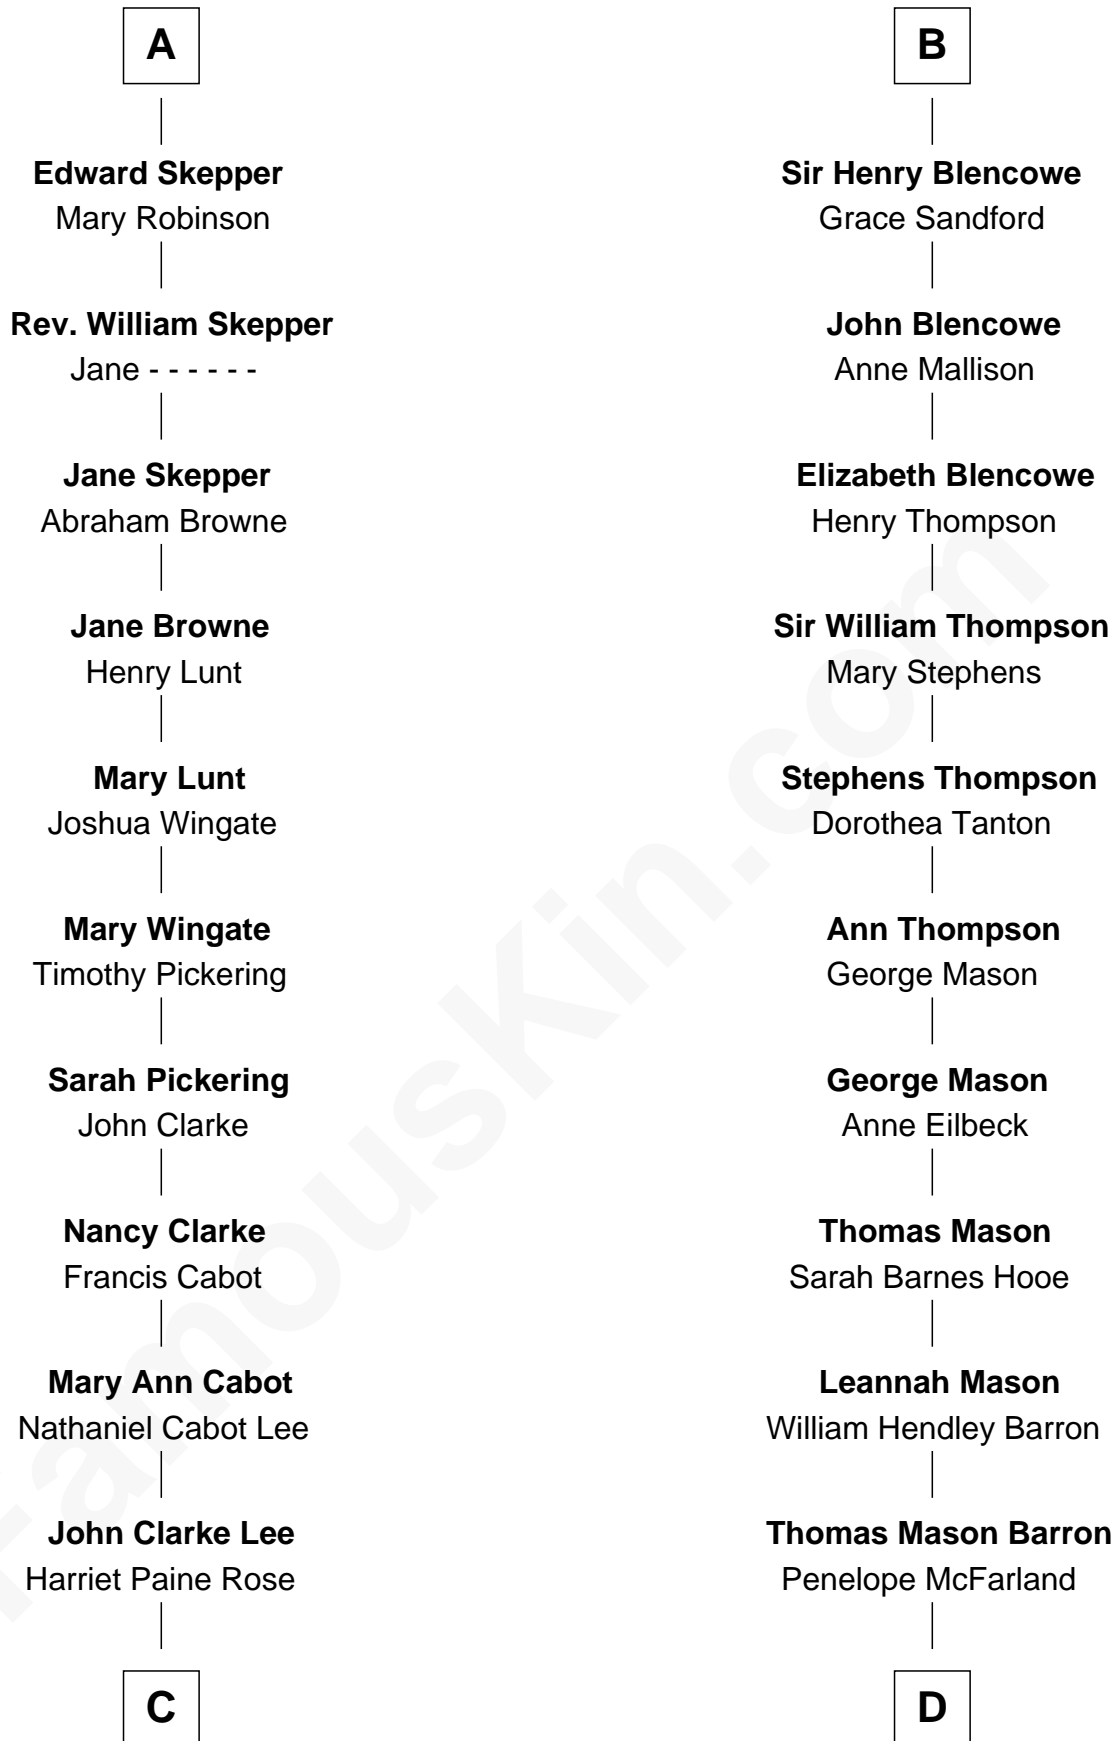 A
Edward Skepper
Mary Robinson
Rev. William Skepper
Jane - - - - - -
Jane Skepper
Abraham Browne
Jane Browne
Henry Lunt
Mary Lunt
Joshua Wingate
Mary Wingate
Timothy Pickering
Sarah Pickering
John Clarke
Nancy Clarke
Francis Cabot
Mary Ann Cabot
Nathaniel Cabot Lee
John Clarke Lee
Harriet Paine Rose
C
B
Sir Henry Blencowe
Grace Sandford
John Blencowe
Anne Mallison
Elizabeth Blencowe
Henry Thompson
Sir William Thompson
Mary Stephens
Stephens Thompson
Dorothea Tanton
Ann Thompson
George Mason
George Mason
Anne Eilbeck
Thomas Mason
Sarah Barnes Hooe
Leannah Mason
William Hendley Barron
Thomas Mason Barron
Penelope McFarland
D
FamousKin.com